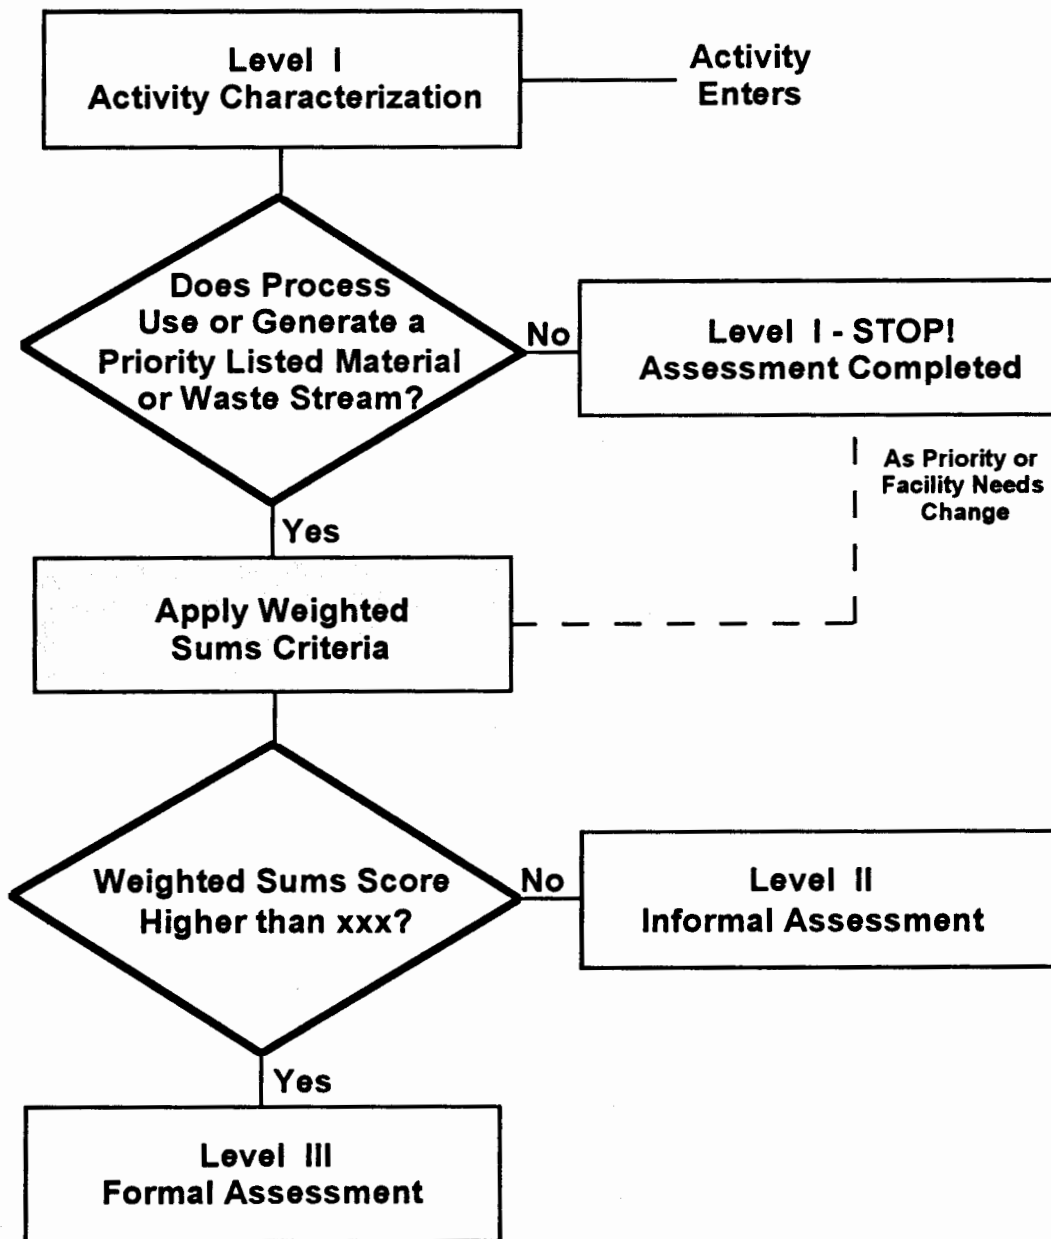 Level I
Activity Characterization
Activity
Enters
Does Process
Use or Generate a
Priority Listed Material
or Waste Stream?
No
Level I - STOP!
Assessment Completed
As Priority or
Facility Needs
Change
Yes
Apply Weighted
Sums Criteria
Weighted Sums Score
Higher than xxx?
No
Level II
Informal Assessment
Yes
Level III
Formal Assessment